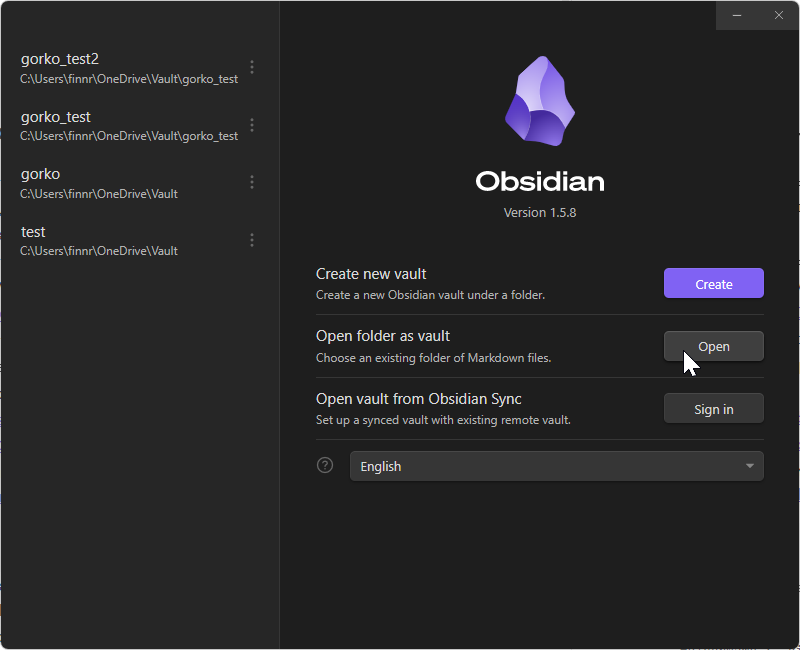 gorko_test2
C:\Users\finnr\OneDrive\Vault\gorko_test
gorko_test
C:\Users\finnr\OneDrive\Vault\gorko_test
gorko
C:\Users\finnr\OneDrive\Vault
test
C:\Users\finnr\OneDrive\Vault
Obsidian
Version 1.5.8
Create new vault
Create a new Obsidian vault under a folder.
Create
Open folder as vault
Choose an existing folder of Markdown files.
Open
Open vault from Obsidian Sync
Set up a synced vault with existing remote vault.
Sign in
English